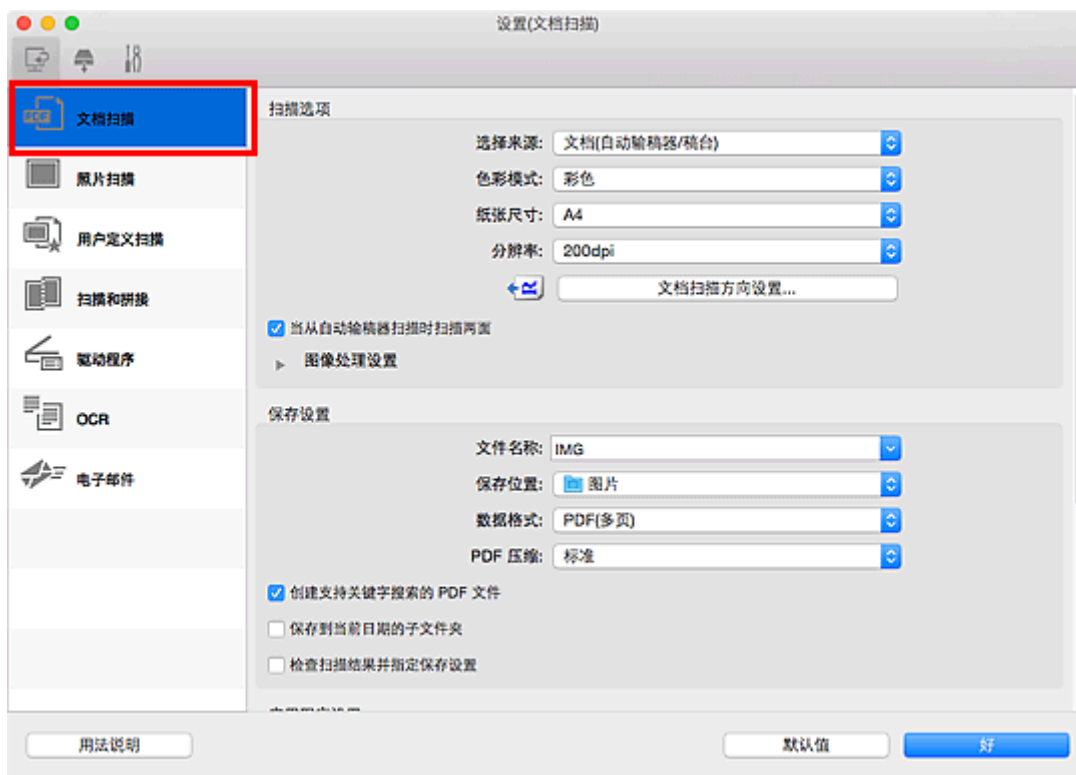 设置(文档扫描)
文档扫描
照片扫描
用户定义扫描
扫描和拼接
驱动程序
OCR
电子邮件
扫描选项
选择来源: 文档(自动输稿器/稿台)
色彩模式: 彩色
纸张尺寸: A4
分辨率: 200dpi
文档扫描方向设置...
当从自动输稿器扫描时扫描两面
图像处理设置
保存设置
文件名称: IMG
保存位置: 图片
数据格式: PDF(多页)
PDF 压缩: 标准
创建支持关键字搜索的 PDF 文件
保存到当前日期的子文件夹
检查扫描结果并指定保存设置
用法说明
默认值
好